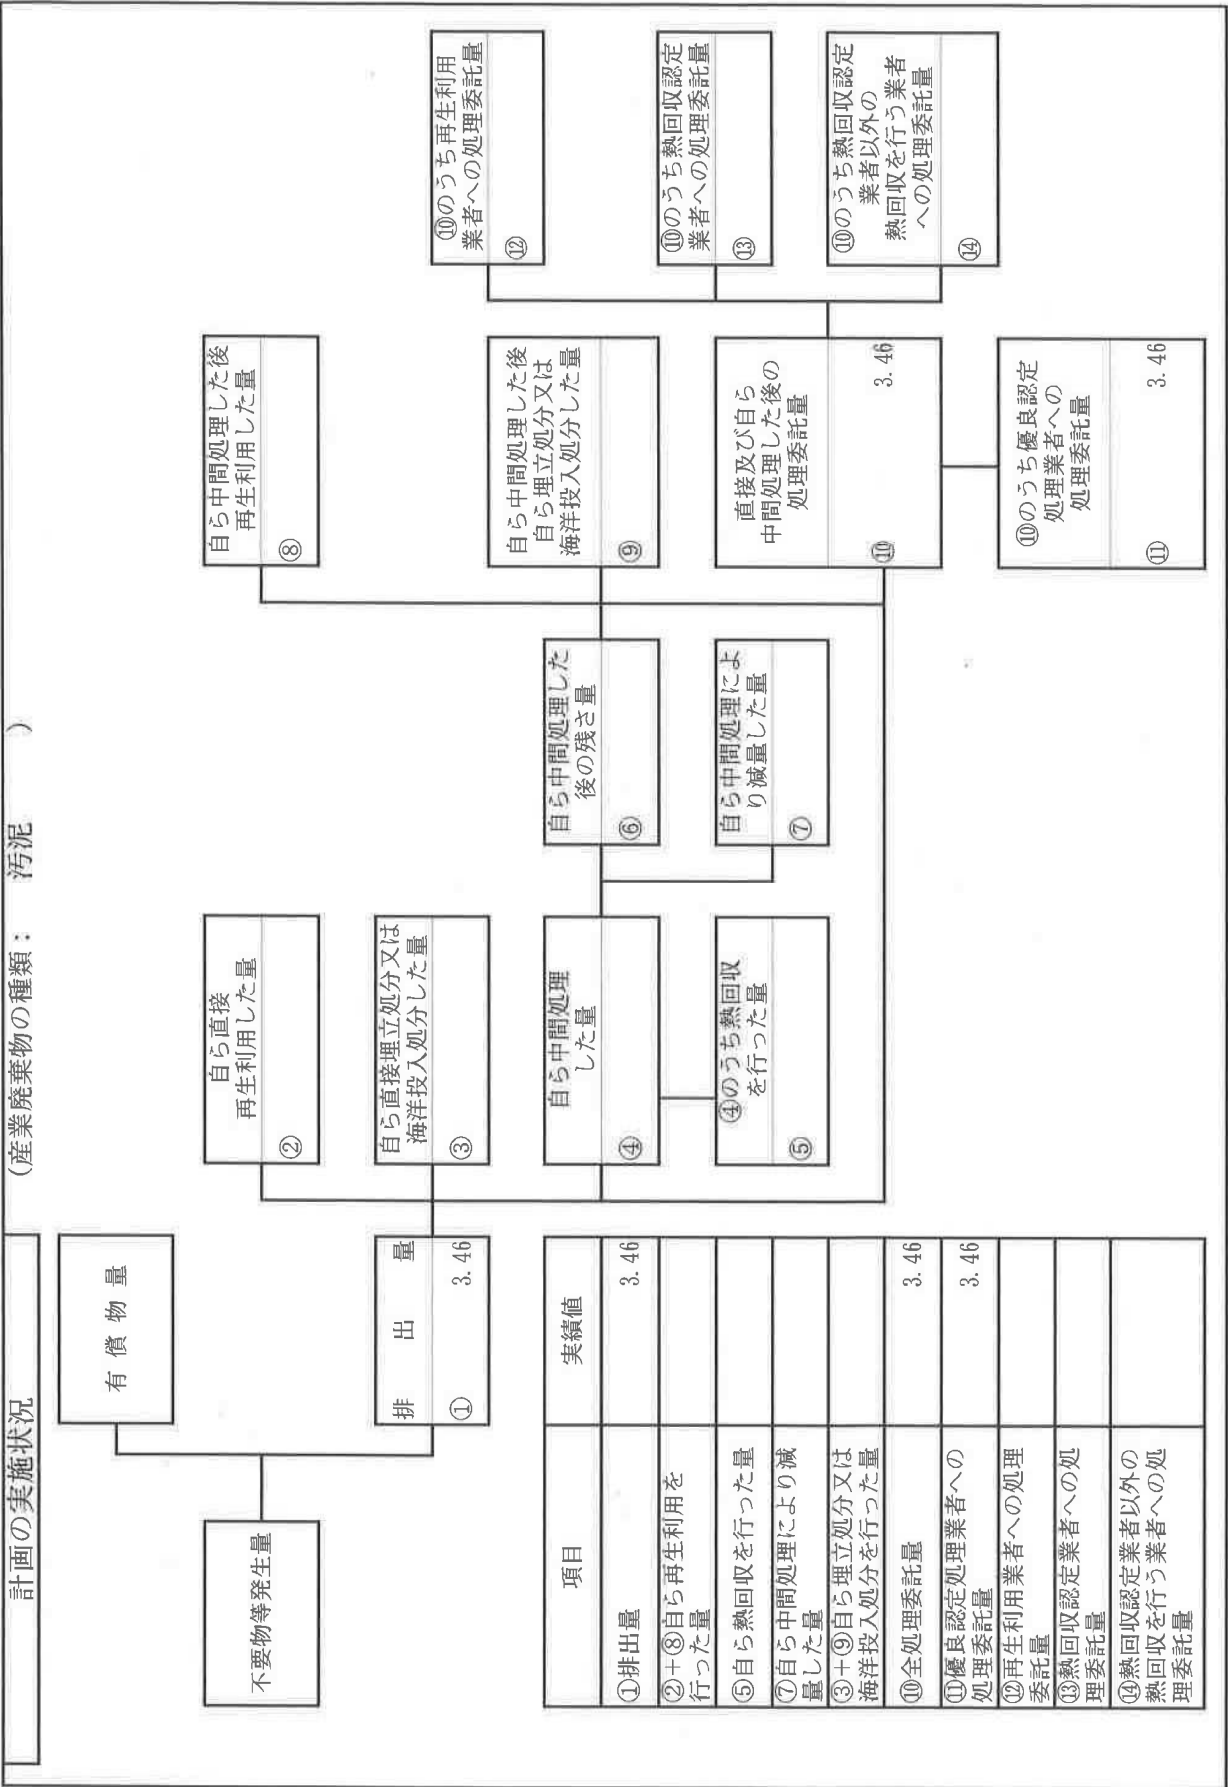 計画の実施状況
(産業廃棄物の種類： 汚泥 )
不要物等発生量
有償物量
排出量
① 3.46
自ら直接
再生利用した量
②
自ら直接埋立処分又は
海洋投入処分した量
③
自ら中間処理
した量
④
④のうち熱回収
を行った量
⑤
自ら中間処理した
後の残さ量
⑥
自ら中間処理によ
り減量した量
⑦
自ら中間処理した後
再生利用した量
⑧
自ら中間処理した後
自ら埋立処分又は
海洋投入処分した量
⑨
直接及び自ら
中間処理した後の
処理委託量
⑩ 3.46
⑩のうち優良認定
処理業者への
処理委託量
⑪ 3.46
⑩のうち再生利用
業者への処理委託量
⑫
⑩のうち熱回収認定
業者への処理委託量
⑬
⑩のうち熱回収認定
業者以外の
熱回収を行う業者
への処理委託量
⑭
項目 実績値
①排出量 3.46
②+⑧自ら再生利用を
行った量
⑤自ら熱回収を行った量
⑦自ら中間処理により減
量した量
③+⑨自ら埋立処分又は
海洋投入処分を行った量
⑩全処理委託量 3.46
⑪優良認定処理業者への
処理委託量 3.46
⑫再生利用業者への処理
委託量
⑬熱回収認定業者への処
理委託量
⑭熱回収認定業者以外の
熱回収を行う業者への処
理委託量